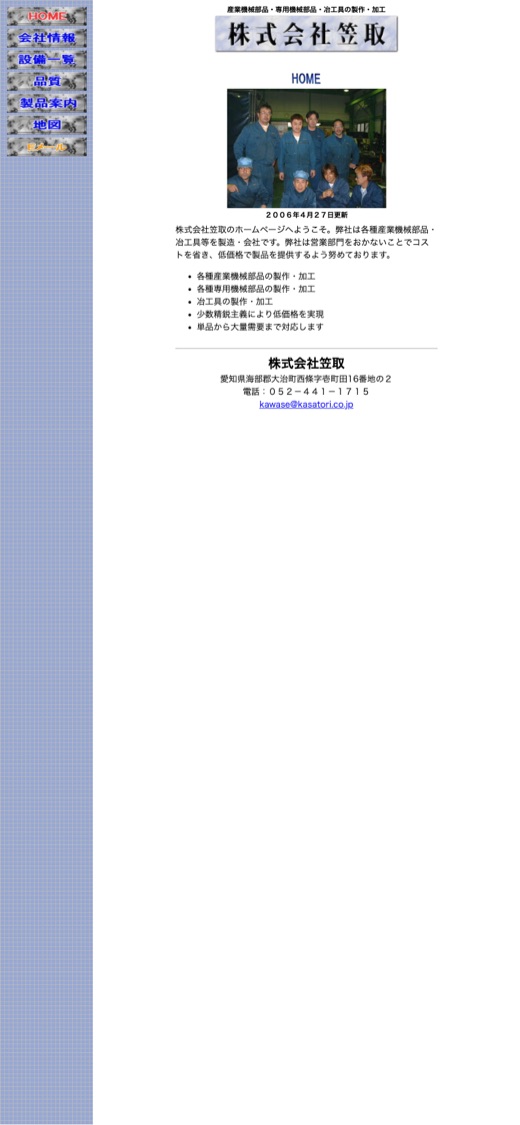 HOME
会社情報
設備一覧
品質
製品案内
地図
産業機械部品・専用機械部品・冶工具の製作・加工
株式会社笠取
HOME
２００６年４月２７日更新
株式会社笠取のホームページへようこそ。弊社は各種産業機械部品・
冶工具等を製造・会社です。弊社は営業部門をおかないことでコス
トを省き、低価格で製品を提供するよう努めております。
• 各種産業機械部品の製作・加工
• 各種専用機械部品の製作・加工
• 冶工具の製作・加工
• 少数精鋭主義により低価格を実現
• 単品から大量需要まで対応します
株式会社笠取
愛知県海部郡大治町西條字壱町田16番地の２
電話：０５２－４４１－１７１５
kawase@kasatori.co.jp